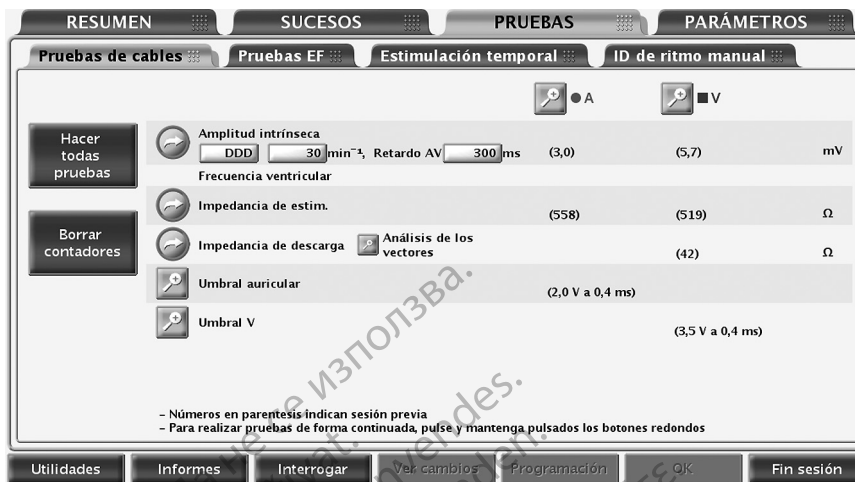 RESUMEN SUCESOS PRUEBAS PARÁMETROS
Pruebas de cables Pruebas EF Estimulación temporal ID de ritmo manual
A V
Hacer todas pruebas
Amplitud intrínseca
DDD 30 min⁻¹, Retardo AV 300 ms (3,0) (5,7) mV
Frecuencia ventricular
Impedancia de estim. (558) (519) Ω
Borrar contadores
Impedancia de descarga Análisis de los vectores (42) Ω
Umbral auricular (2,0 V a 0,4 ms)
Umbral V (3,5 V a 0,4 ms)
не се използва.
– Números en parentesis indican sesión previa
– Para realizar pruebas de forma continuada, pulse y mantenga pulsados los botones redondos
Utilidades Informes Interrogar Ver cambios Programación OK Fin sesión